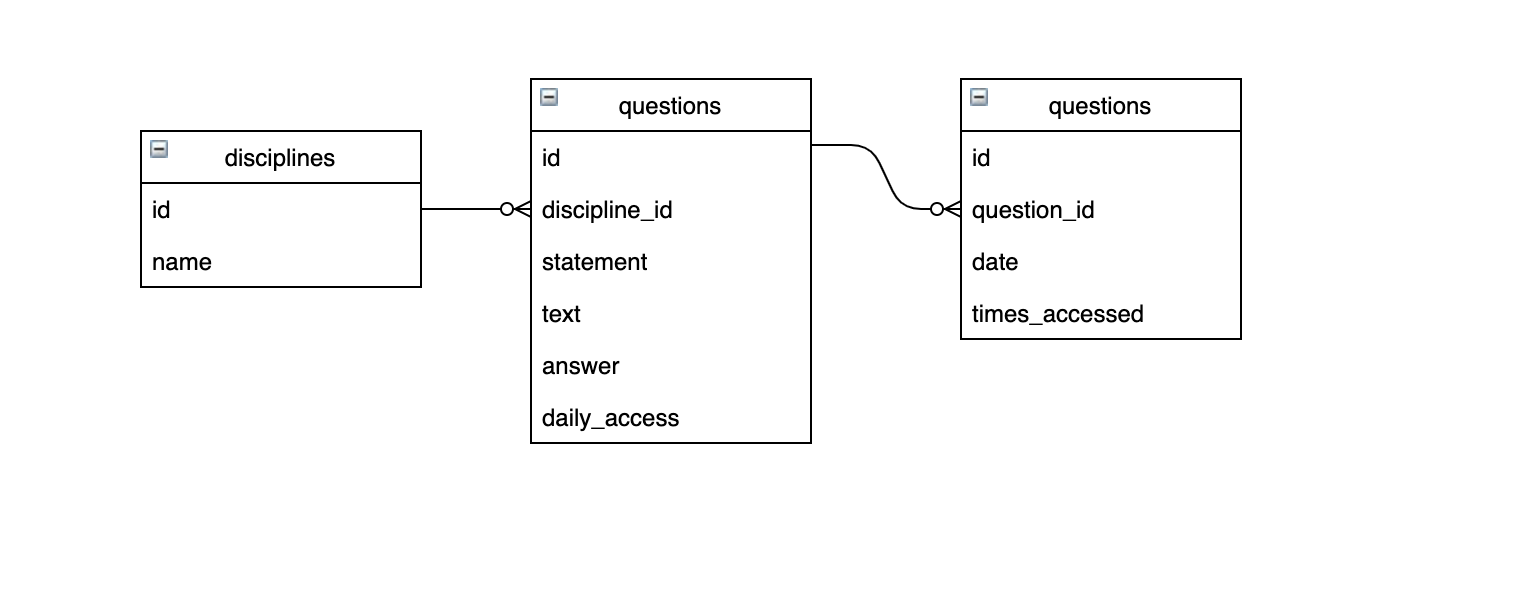 disciplines
id
name
questions
id
discipline_id
statement
text
answer
daily_access
questions
id
question_id
date
times_accessed